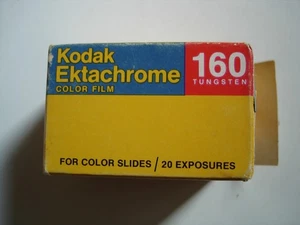 Kodak
Ektachrome
COLOR FILM
160
TUNGSTEN
FOR COLOR SLIDES / 20 EXPOSURES